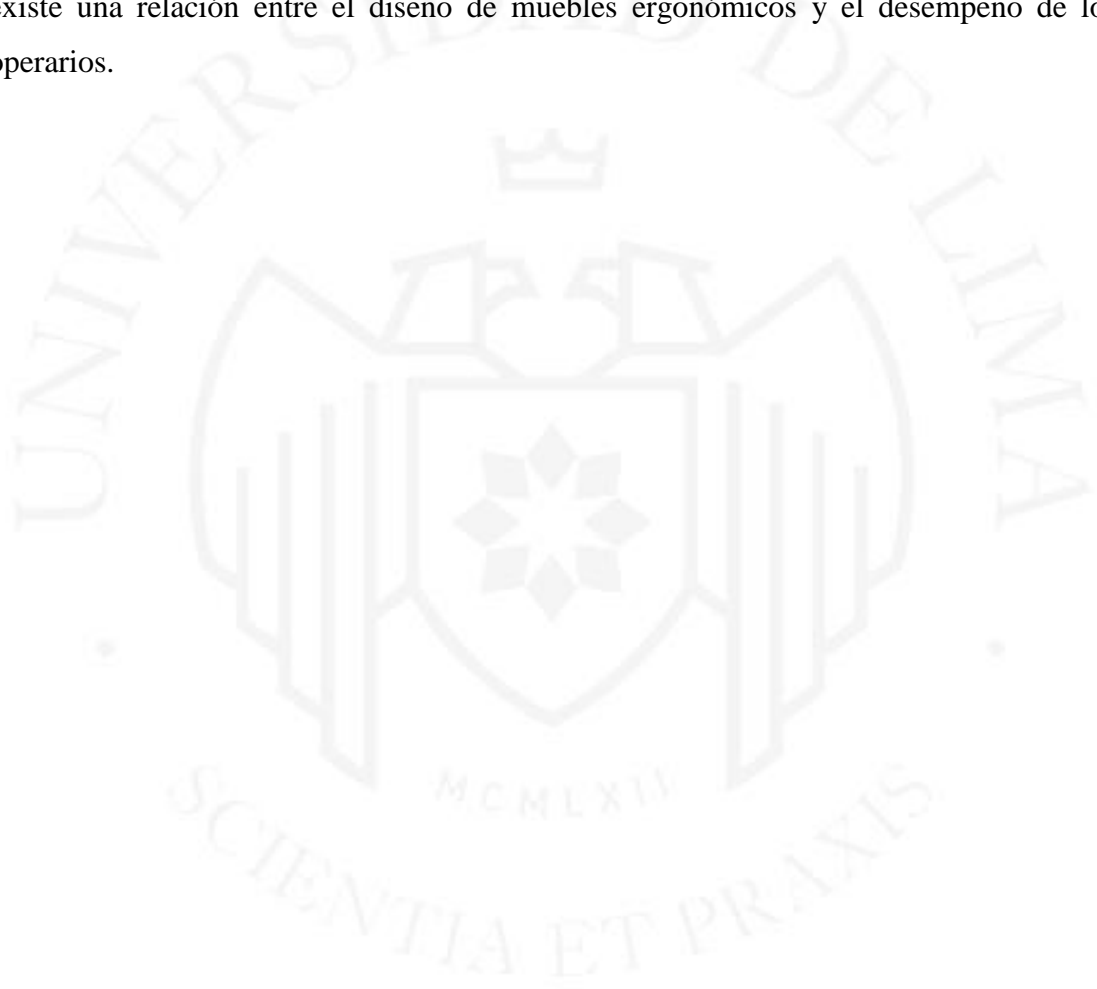 existe una relación entre el diseño de muebles ergonómicos y el desempeño de lo
operarios.
UNIVERSIDAD DE LIMA
MCMLXII
SCIENTIA ET PRAXIS